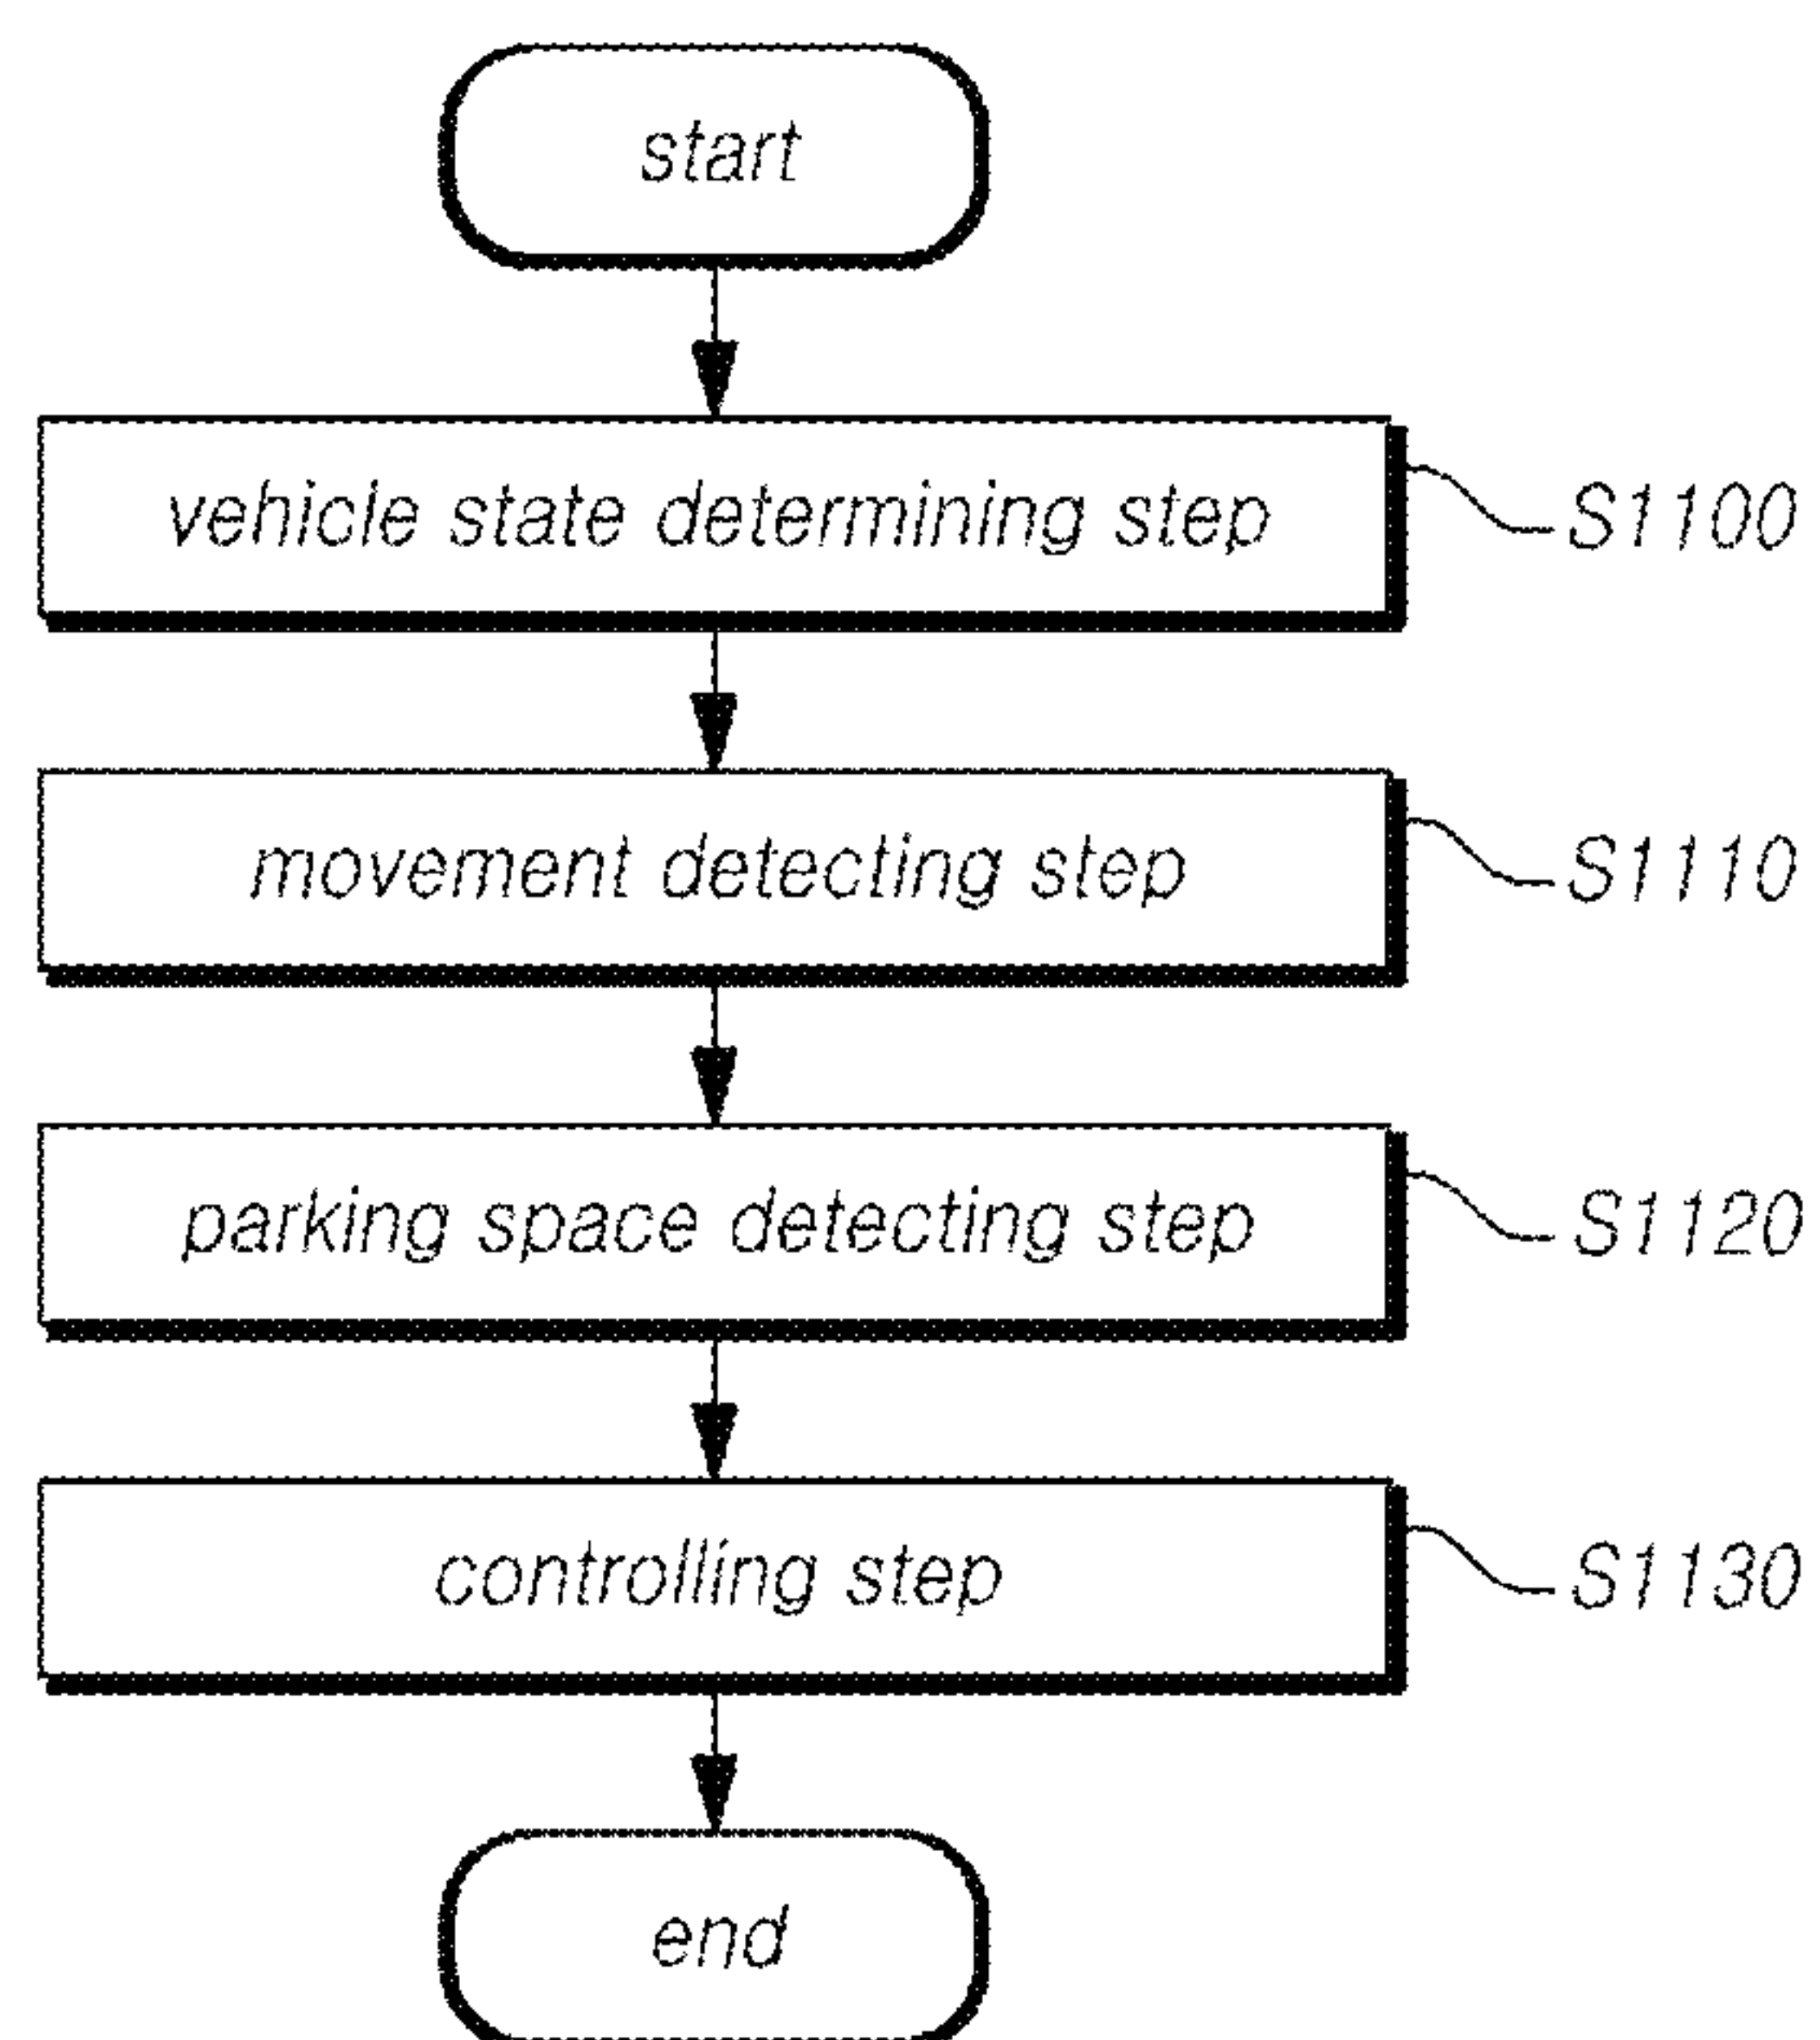 start
vehicle state determining step
S1100
movement detecting step
S1110
parking space detecting step
S1120
controlling step
S1130
end